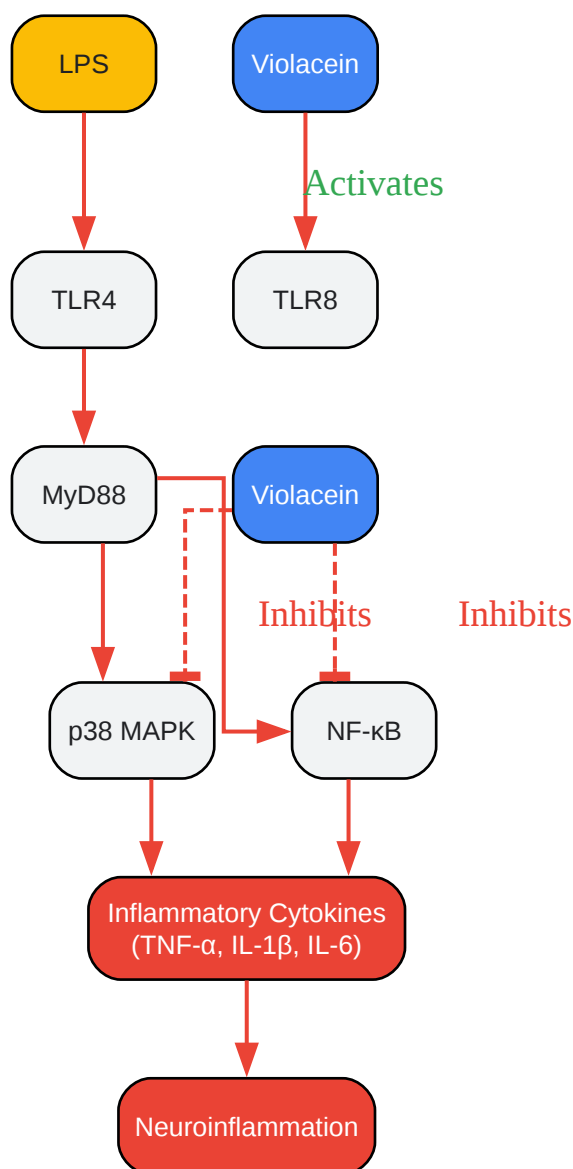 LPS
Violacein
Activates
TLR4
TLR8
MyD88
Violacein
Inhibits
Inhibits
p38 MAPK
NF-κB
Inflammatory Cytokines
(TNF-α, IL-1β, IL-6)
Neuroinflammation